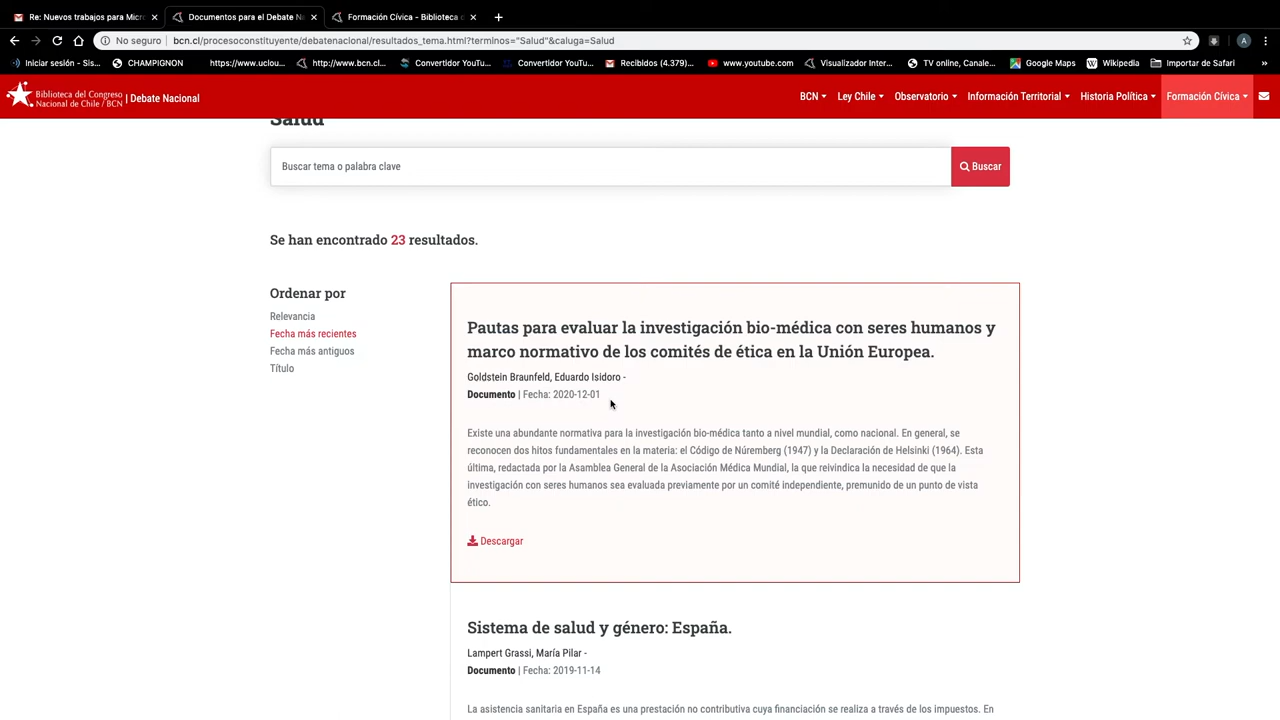 Re: Nuevos trabajos para Micro
Documentos para el Debate Na
Formación Cívica - Biblioteca
No seguro
bcn.cl/procesoconstituyente/debatenacional/resultados_tema.html?terminos="Salud"&caluga=Salud
A
Iniciar sesión - Sis...
CHAMPIGNON
https://www.uclou...
http://www.bcn.cl...
Convertidor YouTu...
Convertidor YouTu...
Recibidos (4.379)...
www.youtube.com
Visualizador Inter...
TV online, Canale...
Google Maps
Wikipedia
Importar de Safari
Biblioteca del Congreso
Nacional de Chile / BCN
| Debate Nacional
BCN
Ley Chile
Observatorio
Información Territorial
Historia Política
Formación Cívica
Salud
Buscar tema o palabra clave
Buscar
Se han encontrado 23 resultados.
Ordenar por
Relevancia
Fecha más recientes
Fecha más antiguos
Título
Pautas para evaluar la investigación bio-médica con seres humanos y
marco normativo de los comités de ética en la Unión Europea.
Goldstein Braunfeld, Eduardo Isidoro -
Documento | Fecha: 2020-12-01
Existe una abundante normativa para la investigación bio-médica tanto a nivel mundial, como nacional. En general, se
reconocen dos hitos fundamentales en la materia: el Código de Núremberg (1947) y la Declaración de Helsinki (1964). Esta
última, redactada por la Asamblea General de la Asociación Médica Mundial, la que reivindica la necesidad de que la
investigación con seres humanos sea evaluada previamente por un comité independiente, premunido de un punto de vista
ético.
Descargar
Sistema de salud y género: España.
Lampert Grassi, María Pilar -
Documento | Fecha: 2019-11-14
La asistencia sanitaria en España es una prestación no contributiva cuya financiación se realiza a través de los impuestos. En